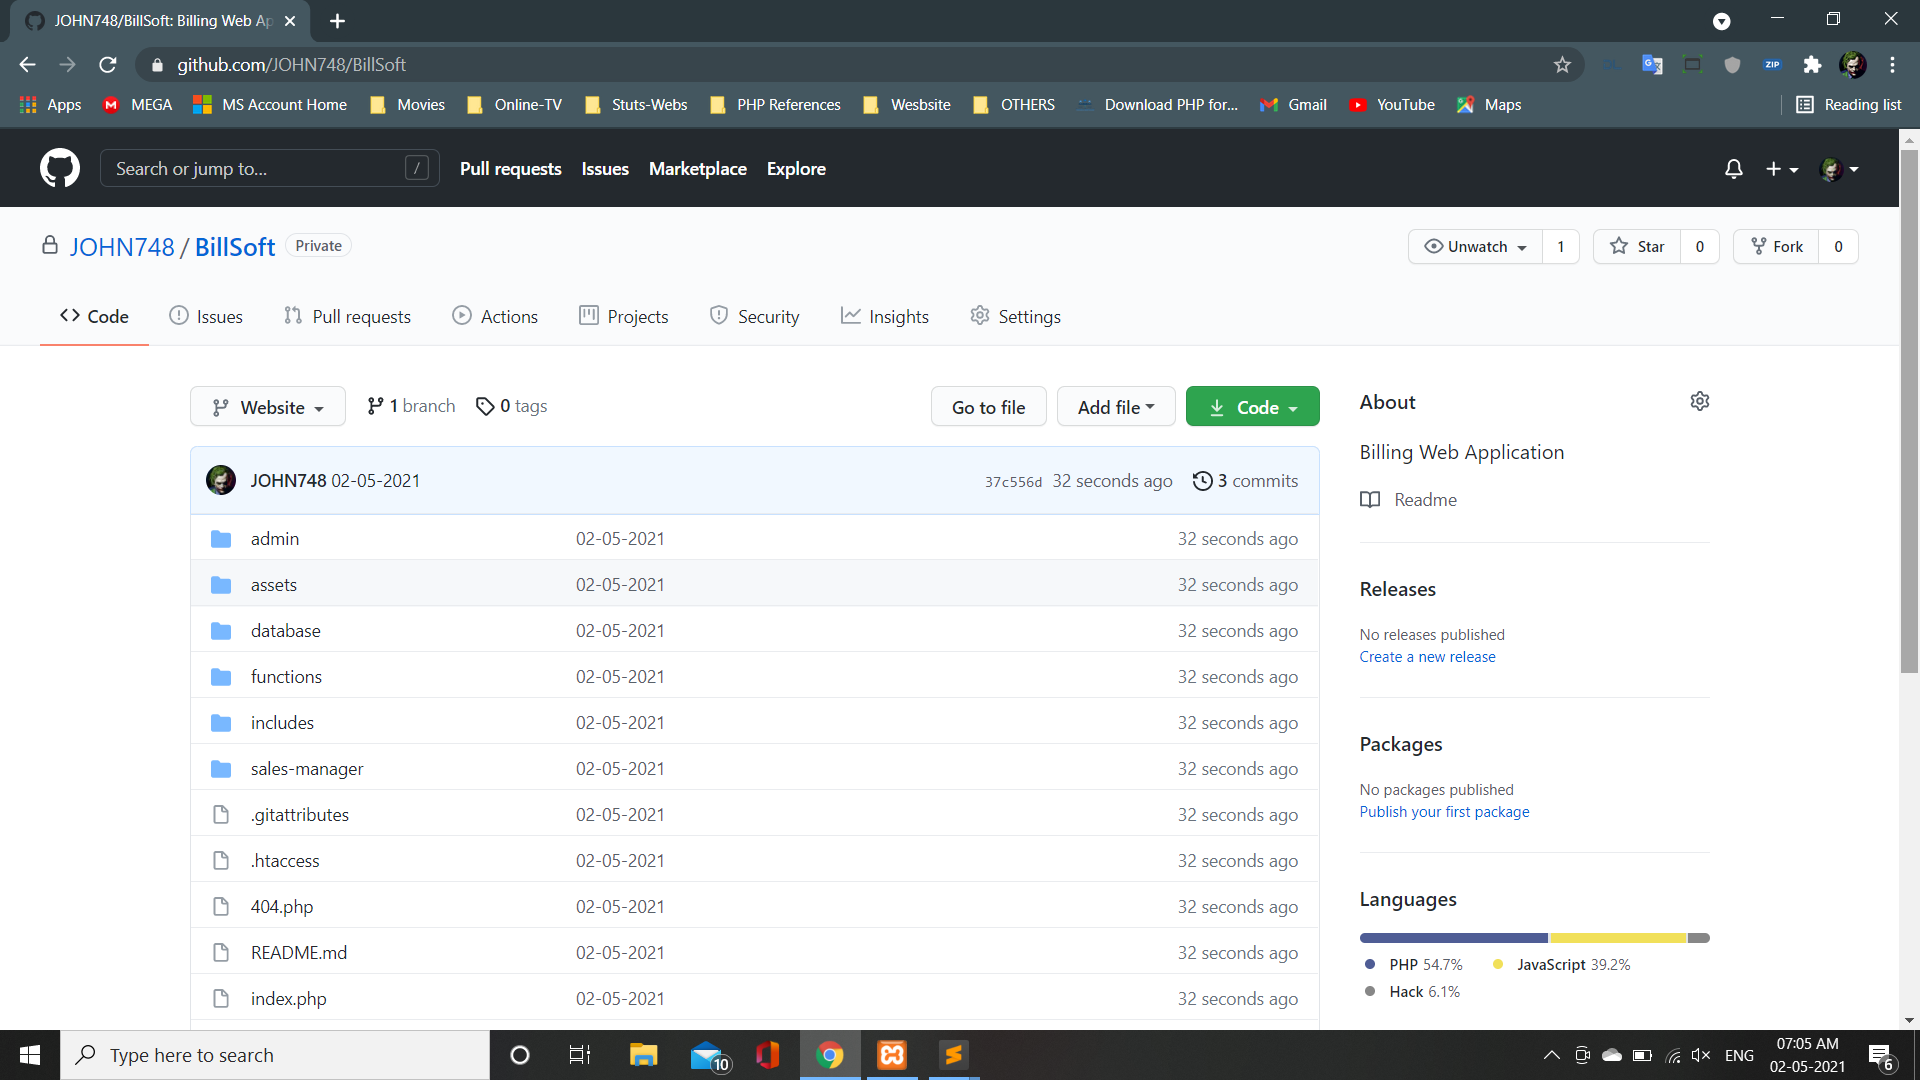 JOHN748/BillSoft: Billing Web Ap
github.com/JOHN748/BillSoft
ZIP
Apps MEGA MS Account Home Movies Online-TV Stuts-Webs PHP References Wesbsite OTHERS Download PHP for... Gmail YouTube Maps Reading list
Search or jump to... / Pull requests Issues Marketplace Explore
JOHN748 / BillSoft Private Unwatch 1 Star 0 Fork 0
Code Issues Pull requests Actions Projects Security Insights Settings
Website 1 branch 0 tags Go to file Add file Code
JOHN748 02-05-2021 37c556d 32 seconds ago 3 commits
admin 02-05-2021 32 seconds ago
assets 02-05-2021 32 seconds ago
database 02-05-2021 32 seconds ago
functions 02-05-2021 32 seconds ago
includes 02-05-2021 32 seconds ago
sales-manager 02-05-2021 32 seconds ago
.gitattributes 02-05-2021 32 seconds ago
.htaccess 02-05-2021 32 seconds ago
404.php 02-05-2021 32 seconds ago
README.md 02-05-2021 32 seconds ago
index.php 02-05-2021 32 seconds ago
About
Billing Web Application
Readme
Releases
No releases published
Create a new release
Packages
No packages published
Publish your first package
Languages
PHP 54.7% JavaScript 39.2%
Hack 6.1%
Type here to search 10 ENG 07:05 AM
02-05-2021 6